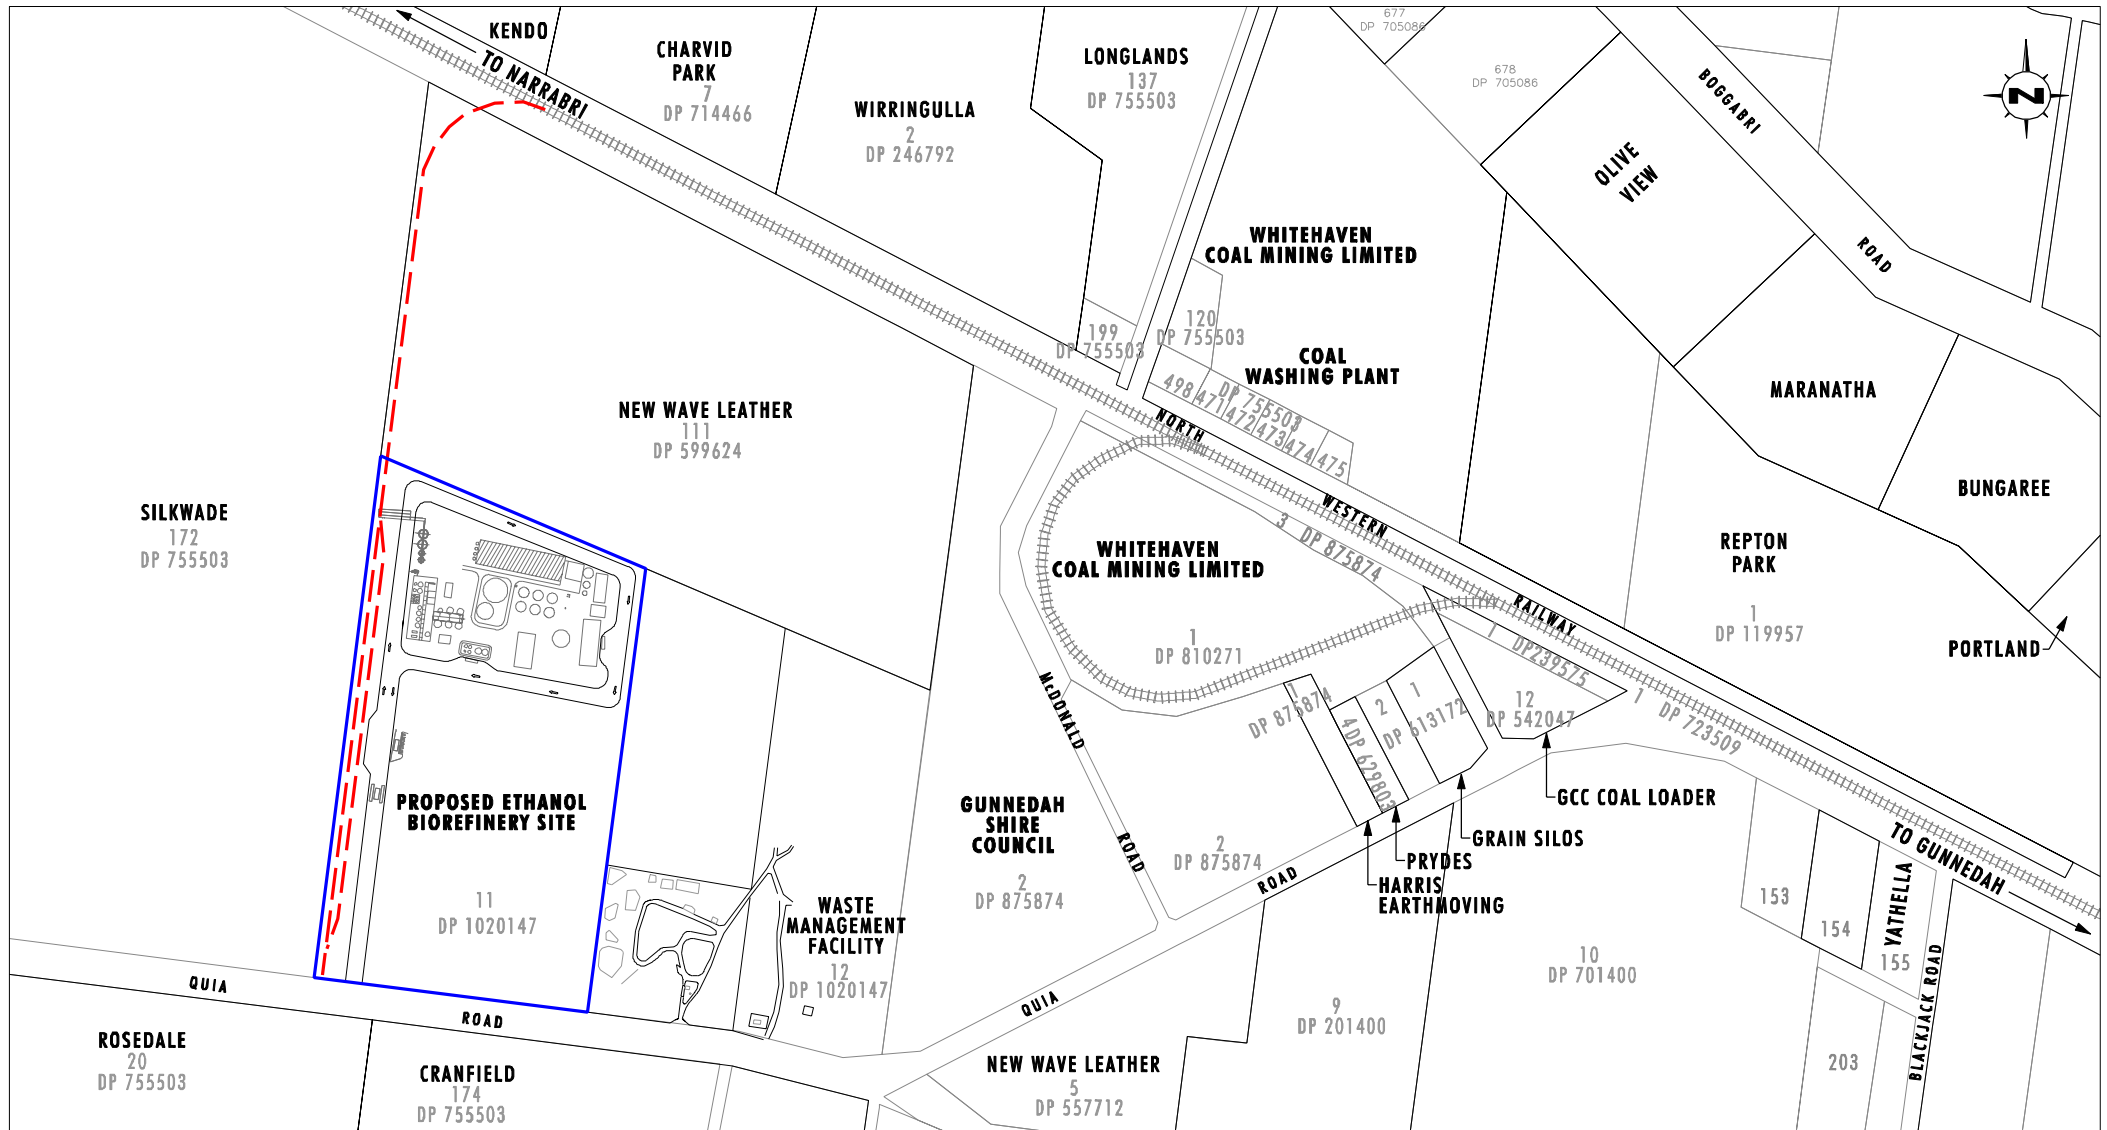 KENDO
TO NARRABRI
CHARVID
PARK
7
DP 714466
WIRRINGULLA
2
DP 246792
LONGLANDS
137
DP 755503
677
DP 705086
678
DP 705086
BOGGABRI
ROAD
N
OLIVE
VIEW
WHITEHAVEN
COAL MINING LIMITED
120
DP 755503
199
DP 755503
COAL
WASHING PLANT
DP 755503
498
471
472
473
474
475
MARANATHA
BUNGAREE
NEW WAVE LEATHER
111
DP 599624
NORTH
WESTERN
RAILWAY
SILKWADE
172
DP 755503
3 DP 875874
WHITEHAVEN
COAL MINING LIMITED
1
DP 810271
REPTON
PARK
1
DP 119957
PORTLAND
1 DP239575
McDONALD
ROAD
1
DP 875874
4 DP 629803
2
1
DP 613172
12
DP 542047
1 DP 723509
PROPOSED ETHANOL
BIOREFINERY SITE
11
DP 1020147
GUNNEDAH
SHIRE
COUNCIL
2
DP 875874
2
DP 875874
GCC COAL LOADER
GRAIN SILOS
PRYDES
HARRIS
EARTHMOVING
TO GUNNEDAH
WASTE
MANAGEMENT
FACILITY
12
DP 1020147
ROAD
QUIA
153
154
YATHELLA
155
BLACKJACK ROAD
10
DP 701400
9
DP 201400
QUIA
ROAD
ROSEDALE
20
DP 755503
CRANFIELD
174
DP 755503
NEW WAVE LEATHER
5
DP 557712
203